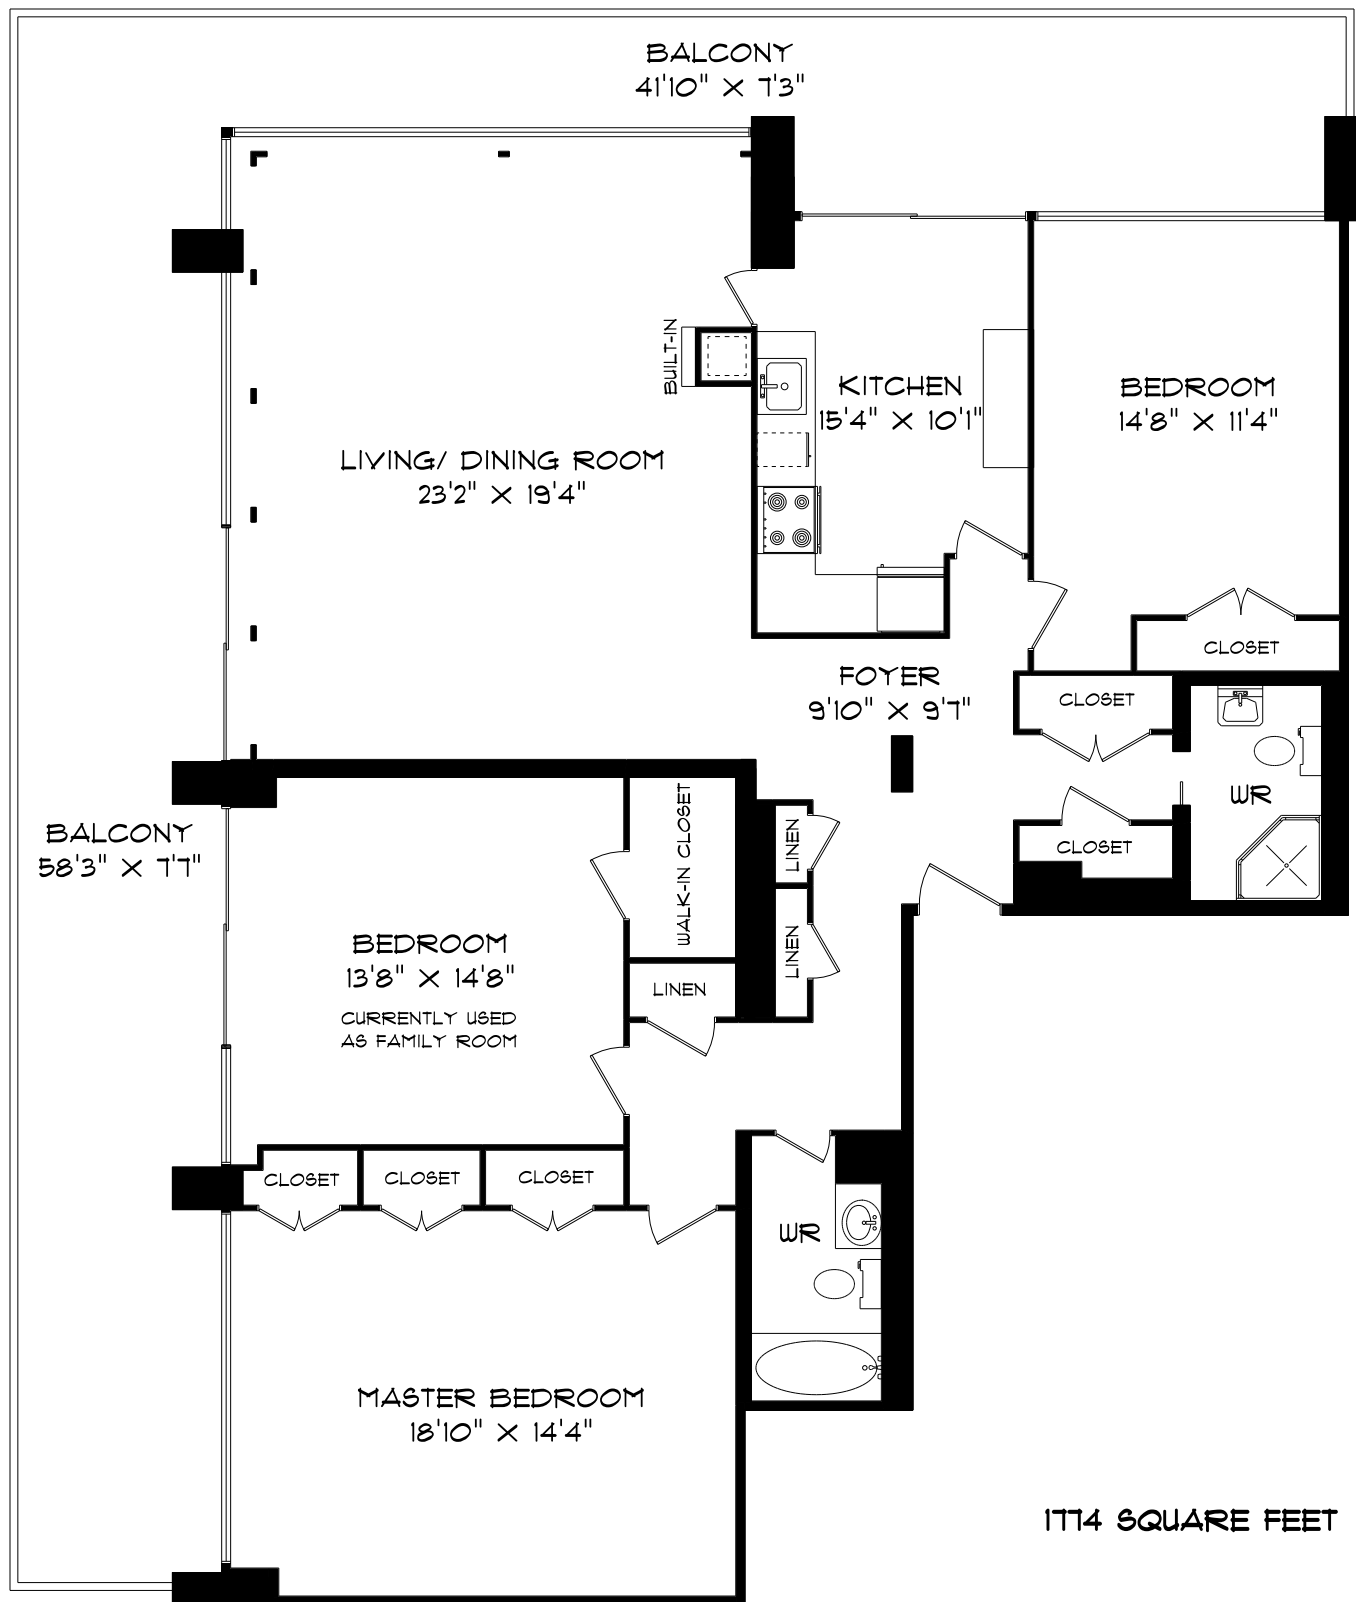 BALCONY
41'10" X 7'3"
BUILT-IN
KITCHEN
15'4" X 10'1"
BEDROOM
14'8" X 11'4"
LIVING/ DINING ROOM
23'2" X 19'4"
CLOSET
FOYER
9'10" X 9'7"
CLOSET
WR
CLOSET
BALCONY
58'3" X 7'7"
WALK-IN CLOSET
LINEN
LINEN
BEDROOM
13'8" X 14'8"
CURRENTLY USED
AS FAMILY ROOM
LINEN
CLOSET
CLOSET
CLOSET
WR
MASTER BEDROOM
18'10" X 14'4"
1774 SQUARE FEET